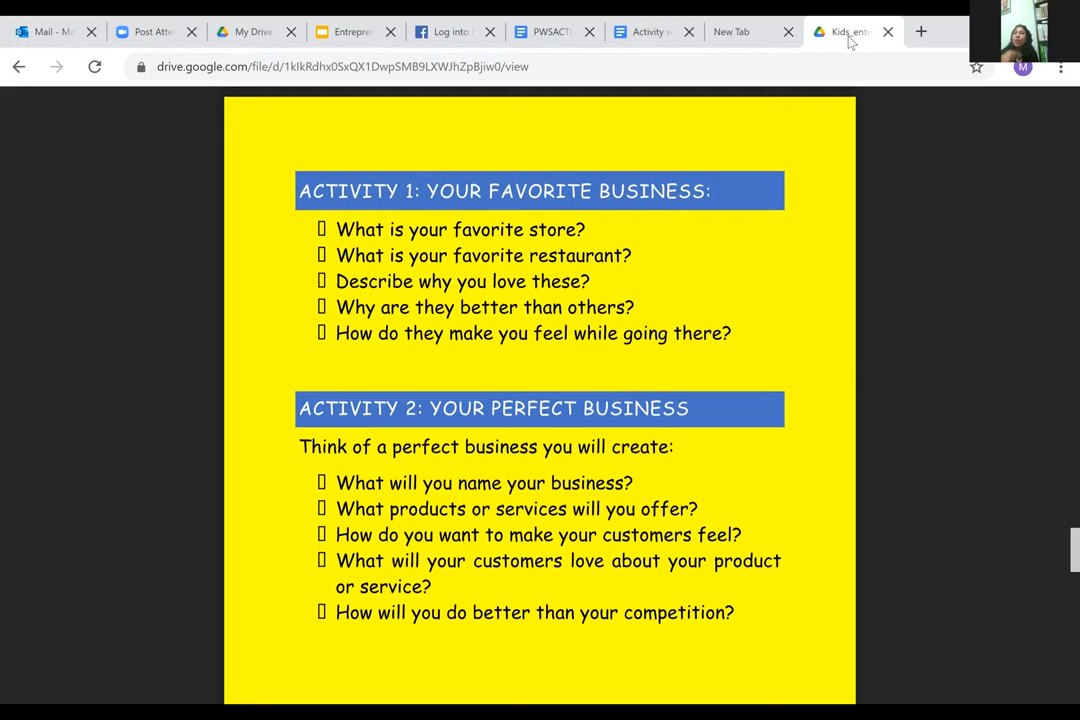 Mail - Ma
Post Atte
My Drive
Entrepre
Log into
PWSACT
Activity w
New Tab
Kids_entr
drive.google.com/file/d/1kIkRdhx0SxQX1DwpSMB9LXWJhZpBjiw0/view
M
ACTIVITY 1: YOUR FAVORITE BUSINESS:
What is your favorite store?
What is your favorite restaurant?
Describe why you love these?
Why are they better than others?
How do they make you feel while going there?
ACTIVITY 2: YOUR PERFECT BUSINESS
Think of a perfect business you will create:
What will you name your business?
What products or services will you offer?
How do you want to make your customers feel?
What will your customers love about your product
or service?
How will you do better than your competition?